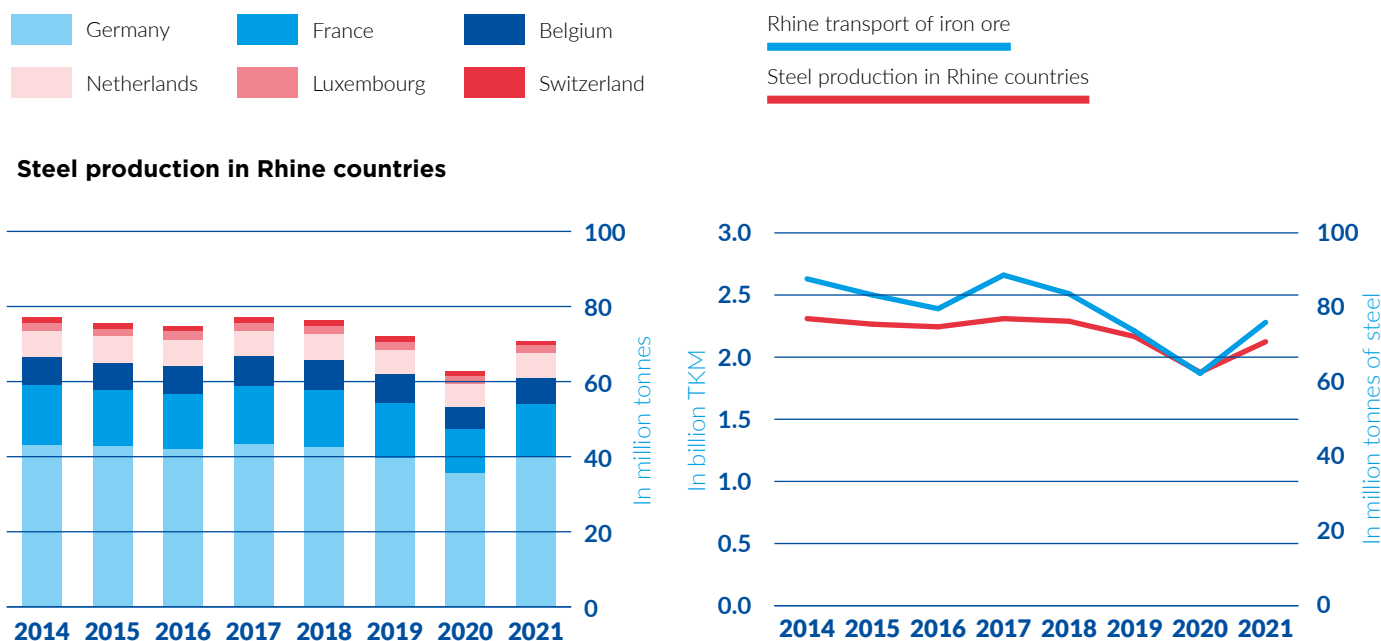 Germany
France
Belgium
Netherlands
Luxembourg
Switzerland
Rhine transport of iron ore
Steel production in Rhine countries
Steel production in Rhine countries
100
80
60
40
20
0
In million tonnes
2014 2015 2016 2017 2018 2019 2020 2021
3.0
2.5
2.0
1.5
1.0
0.5
0.0
In billion TKM
100
80
60
40
20
0
In million tonnes of steel
2014 2015 2016 2017 2018 2019 2020 2021